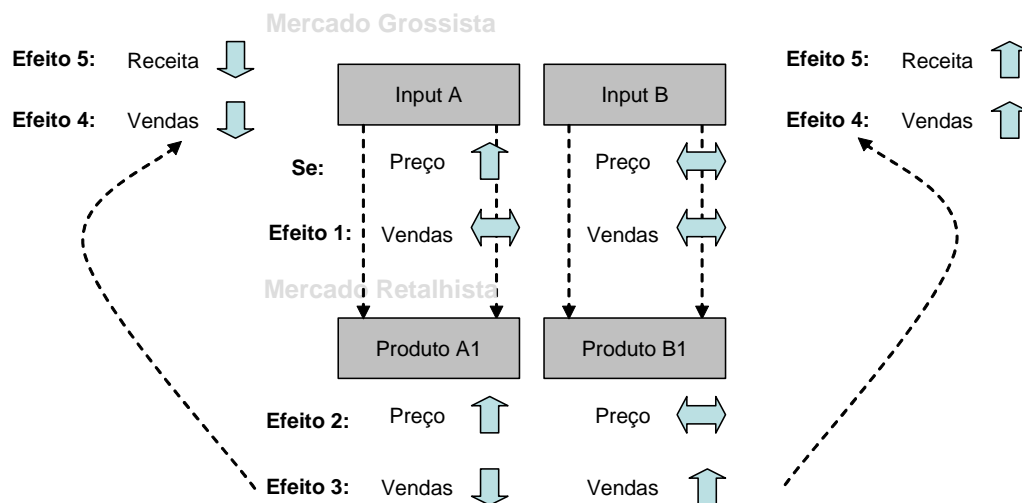 Mercado Grossista
Efeito 5: Receita
Efeito 5: Receita
Input A
Input B
Efeito 4: Vendas
Efeito 4: Vendas
Se: Preço Preço
Efeito 1: Vendas Vendas
Mercado Retalhista
Produto A1
Produto B1
Efeito 2: Preço Preço
Efeito 3: Vendas Vendas